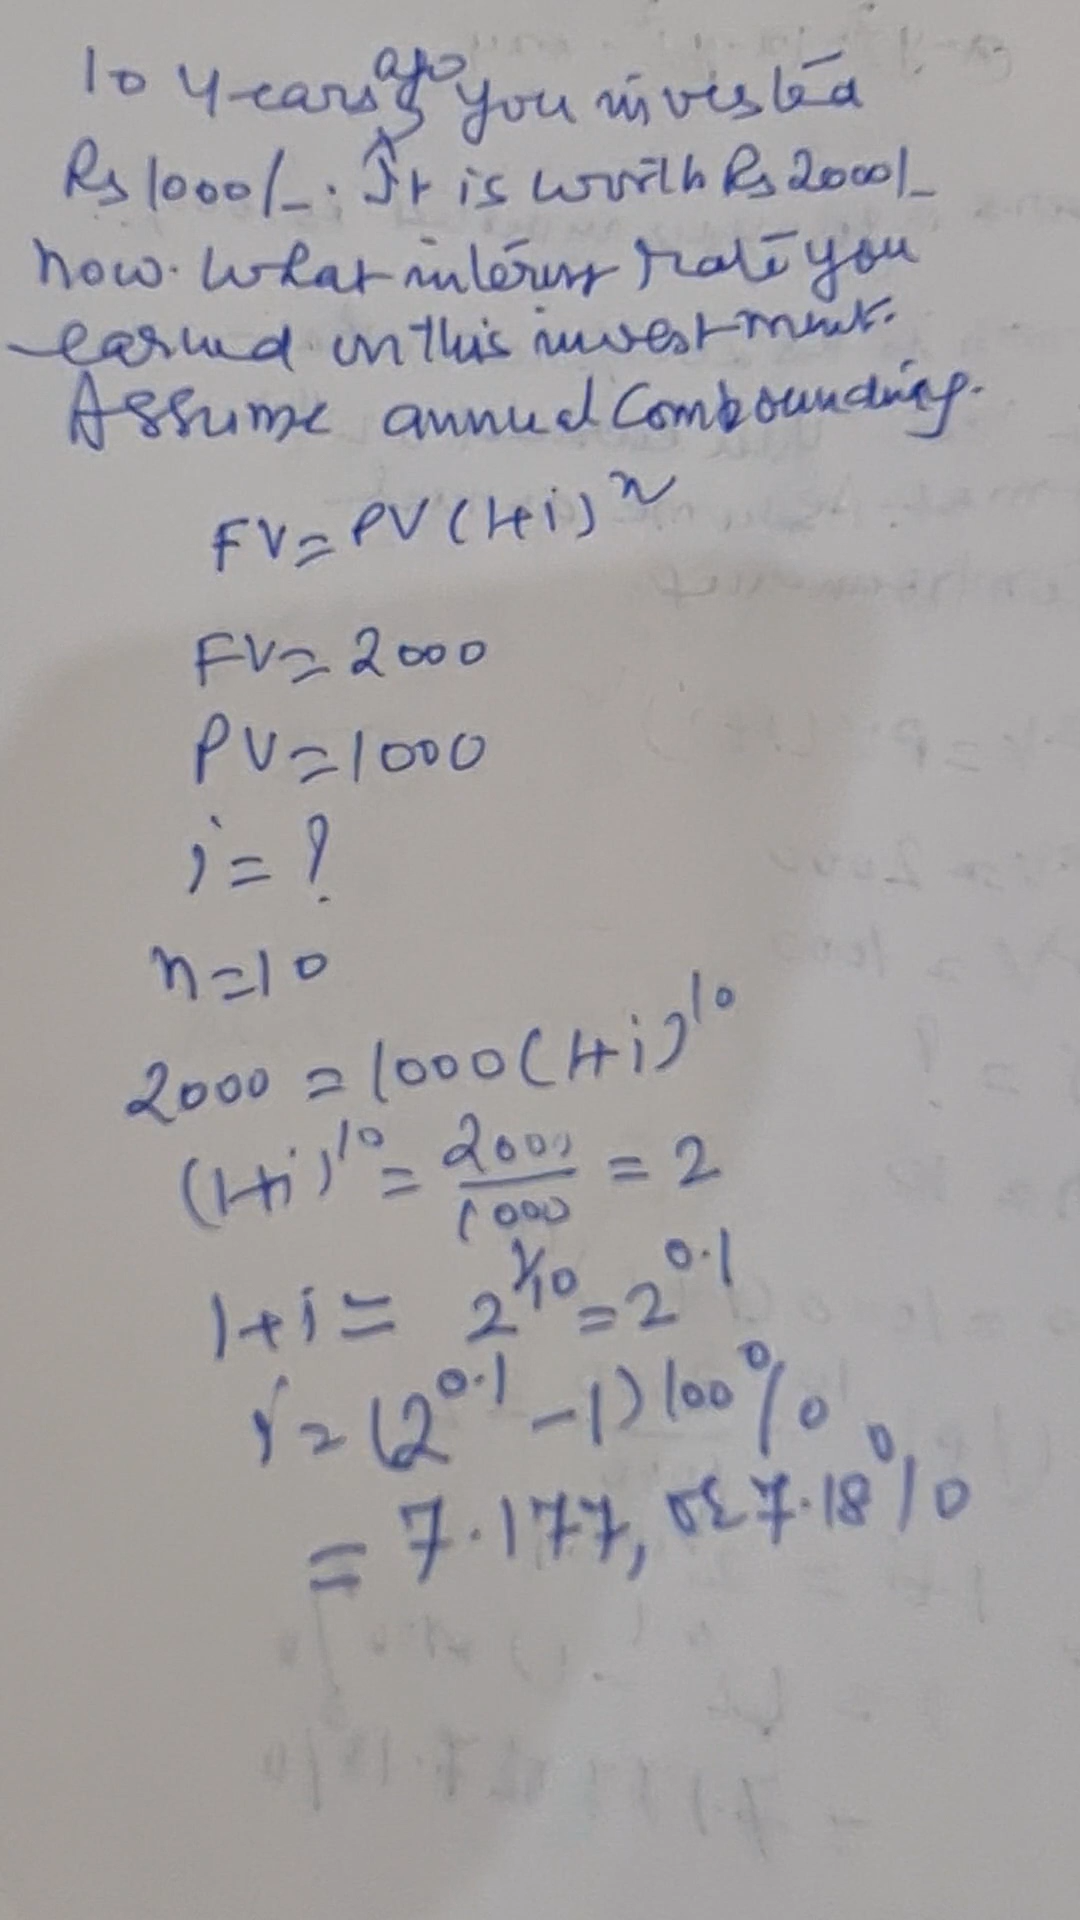 10 years ago you invested
Rs 1000/-. It is worth Rs 2000/-
now. What interest rate you
earned on this investment.
Assume annual Compounding.
FV = PV (1+i)^n
FV = 2000
PV = 1000
i = ?
n = 10
2000 = 1000 (1+i)^10
(1+i)^10 = 2000/1000 = 2
1+i = 2^1/10 = 2^0.1
i = (2^0.1 - 1) 100%
= 7.177, or 7.18%